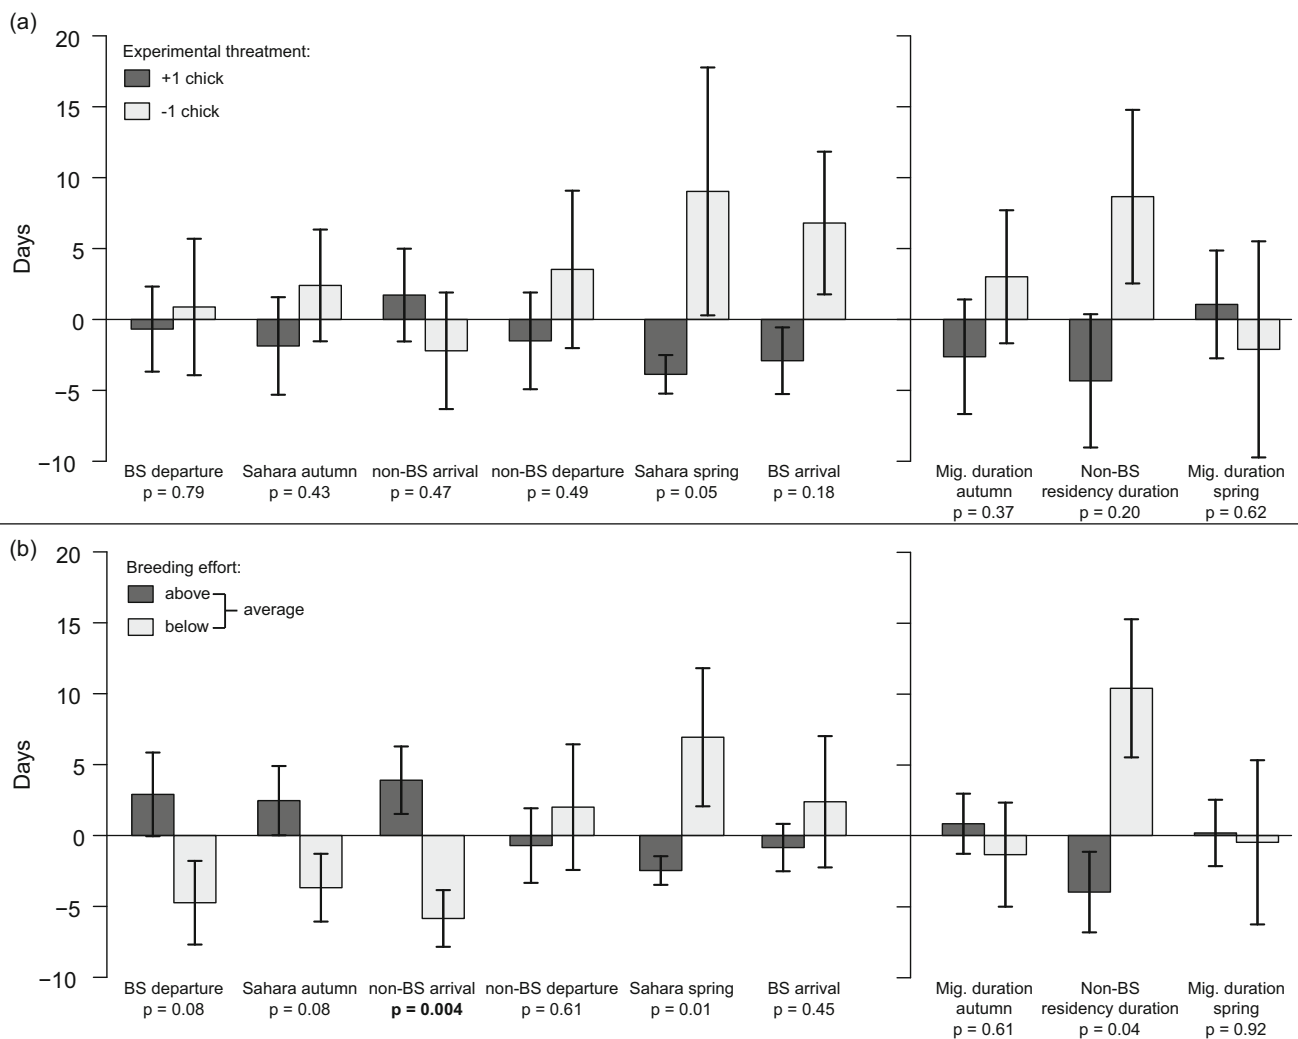 (a)
20
15
10
5
0
−5
−10
Days
Experimental threatment:
+1 chick
-1 chick
BS departure
p = 0.79
Sahara autumn
p = 0.43
non-BS arrival
p = 0.47
non-BS departure
p = 0.49
Sahara spring
p = 0.05
BS arrival
p = 0.18
Mig. duration
autumn
p = 0.37
Non-BS
residency duration
p = 0.20
Mig. duration
spring
p = 0.62
(b)
20
15
10
5
0
−5
−10
Days
Breeding effort:
above
below
average
BS departure
p = 0.08
Sahara autumn
p = 0.08
non-BS arrival
p = 0.004
non-BS departure
p = 0.61
Sahara spring
p = 0.01
BS arrival
p = 0.45
Mig. duration
autumn
p = 0.61
Non-BS
residency duration
p = 0.04
Mig. duration
spring
p = 0.92